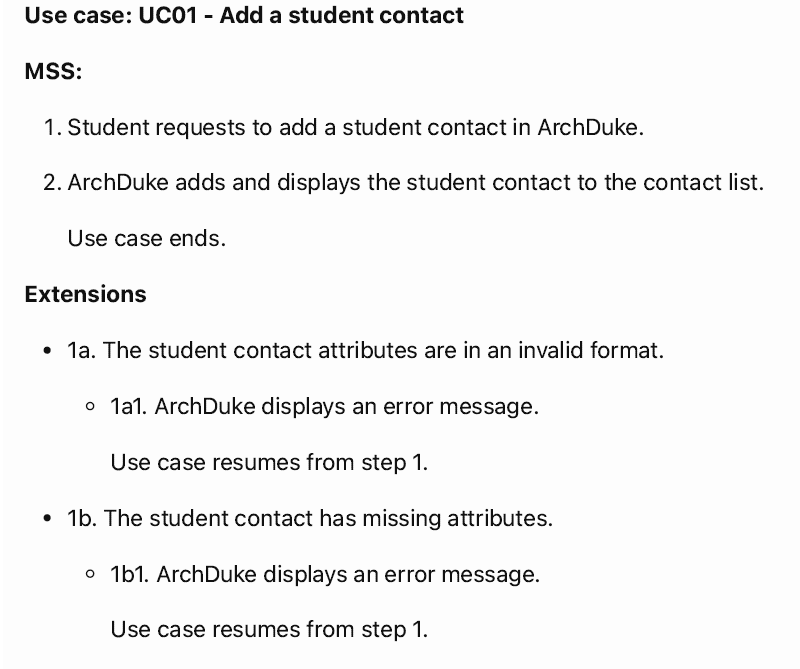 Use case: UC01 - Add a student contact
MSS:
1. Student requests to add a student contact in ArchDuke.
2. ArchDuke adds and displays the student contact to the contact list.
Use case ends.
Extensions
• 1a. The student contact attributes are in an invalid format.
◦ 1a1. ArchDuke displays an error message.
Use case resumes from step 1.
• 1b. The student contact has missing attributes.
◦ 1b1. ArchDuke displays an error message.
Use case resumes from step 1.